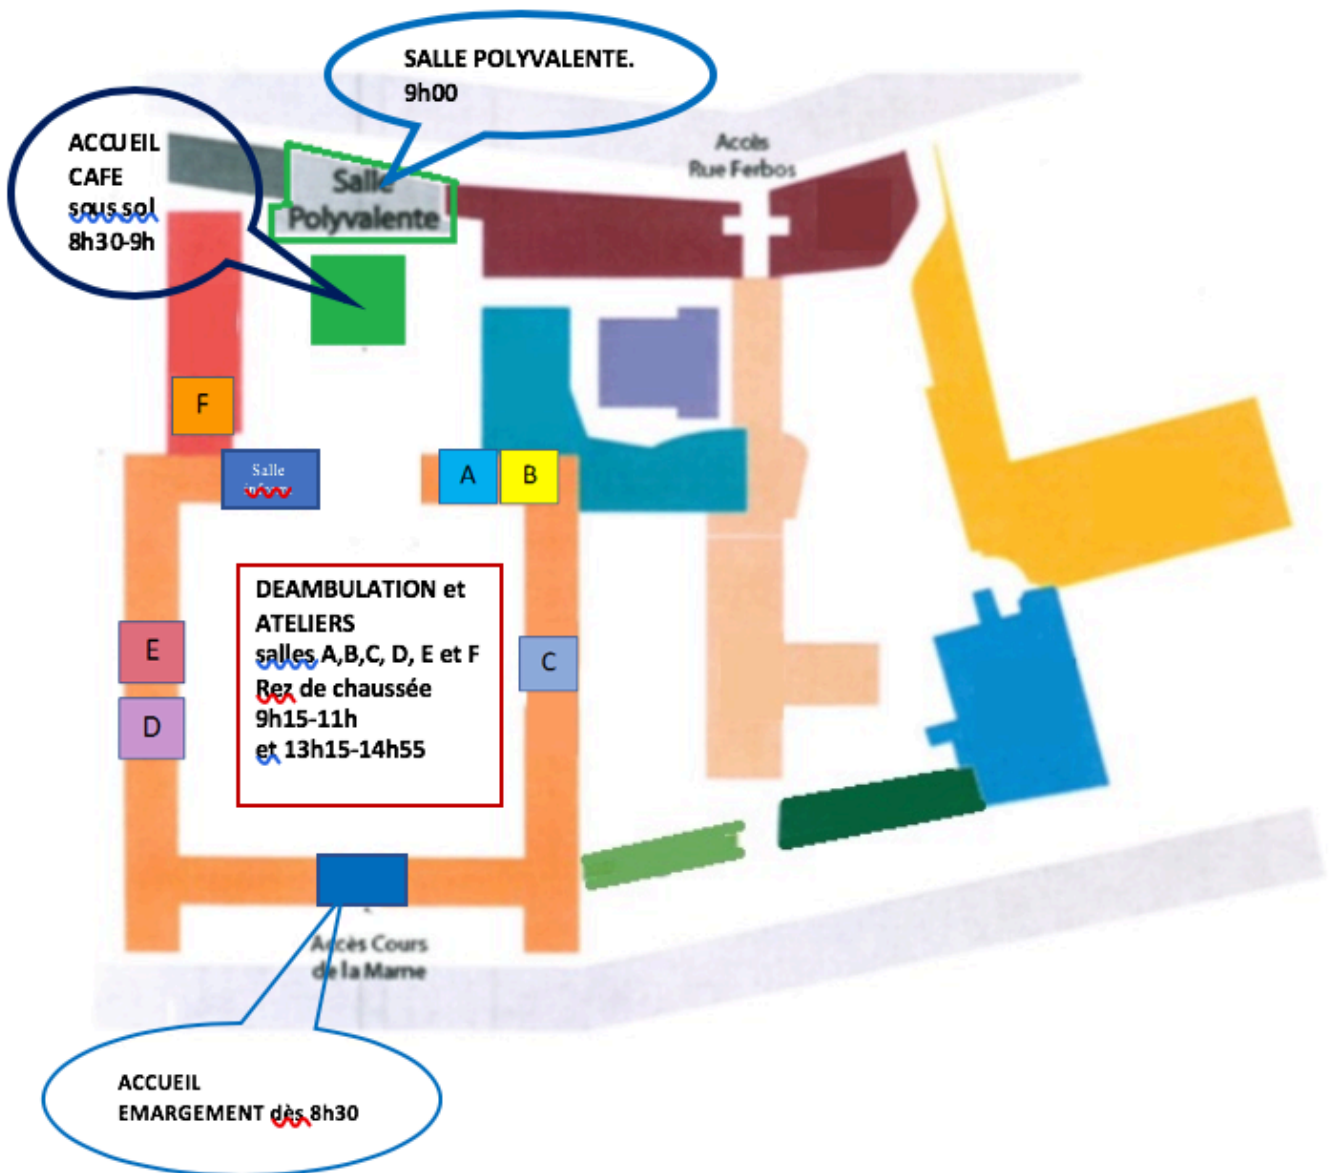 SALLE POLYVALENTE.
9h00
ACCUEIL
CAFE
sous sol
8h30-9h
Accès
Rue Ferbos
Salle
Polyvalente
F
Salle
A
B
DEAMBULATION et
ATELIERS
salles A,B,C, D, E et F
Rez de chaussée
9h15-11h
et 13h15-14h55
E
C
D
Accès Cours
de la Marne
ACCUEIL
EMARGEMENT dès 8h30